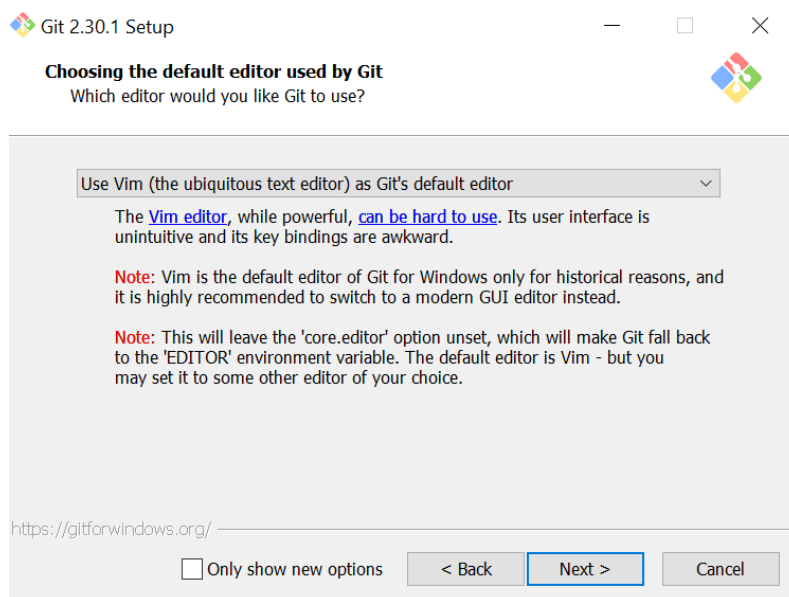 Git 2.30.1 Setup
Choosing the default editor used by Git
Which editor would you like Git to use?
Use Vim (the ubiquitous text editor) as Git's default editor
The Vim editor, while powerful, can be hard to use. Its user interface is
unintuitive and its key bindings are awkward.
Note: Vim is the default editor of Git for Windows only for historical reasons, and
it is highly recommended to switch to a modern GUI editor instead.
Note: This will leave the 'core.editor' option unset, which will make Git fall back
to the 'EDITOR' environment variable. The default editor is Vim - but you
may set it to some other editor of your choice.
https://gitforwindows.org/
Only show new options
< Back
Next >
Cancel